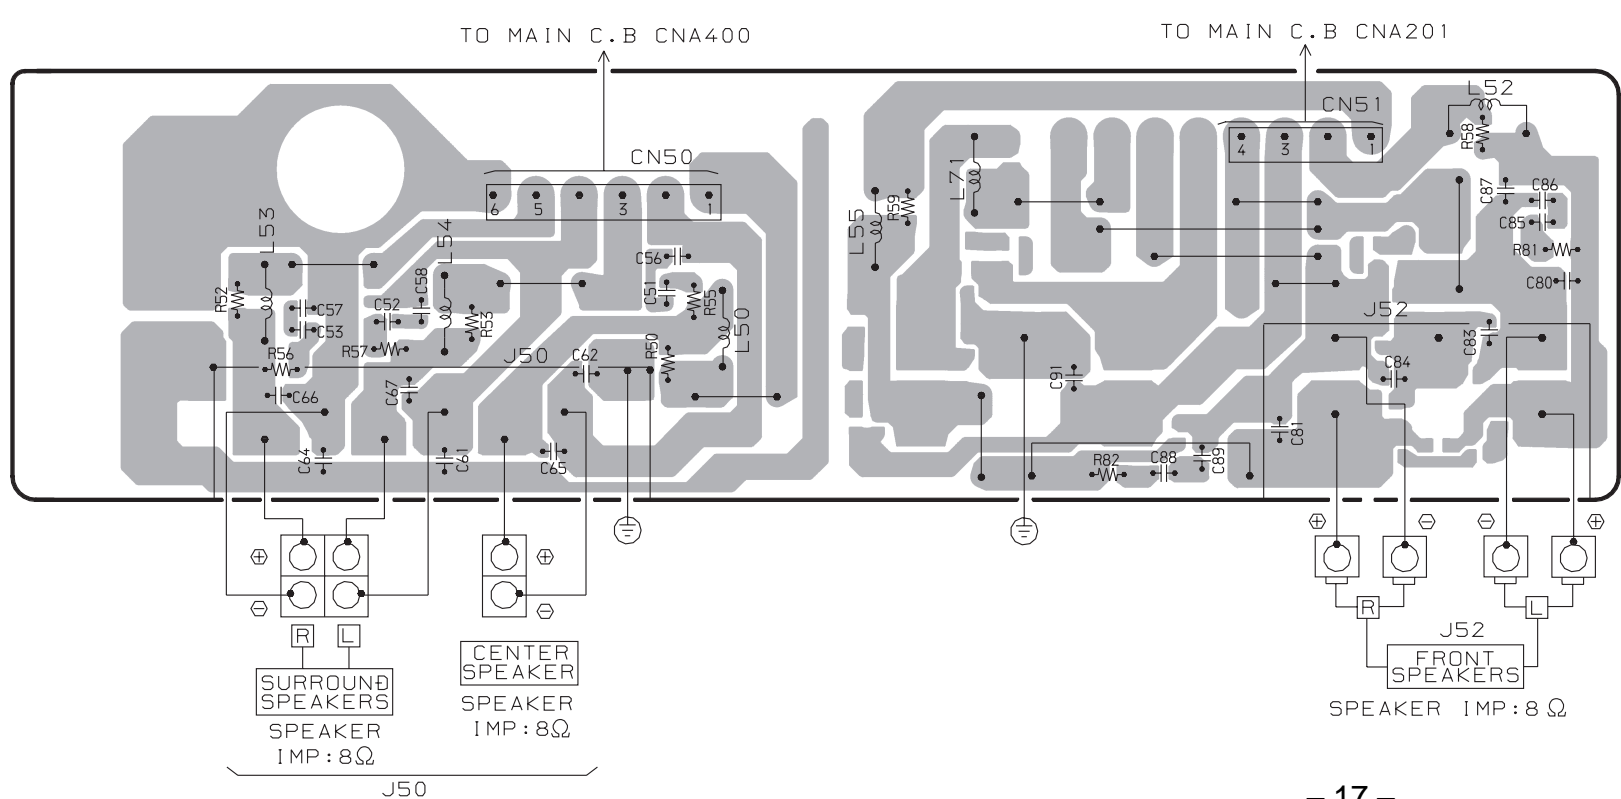 TO MAIN C.B CNA400
TO MAIN C.B CNA201
CN50
6
5
3
1
CN51
4
3
1
L52
R58
L53
L54
L55
R59
L71
C87
C86
C85
R81
C80
C56
C51
R55
L50
R52
C57
C53
C52
C58
R53
R57
R56
J50
C62
R50
C66
C67
C64
C61
C65
J52
C83
C84
C91
C81
R82
C88
C89
+
−
+
−
+
−
−
+
R
L
R
L
SURROUND
SPEAKERS
SPEAKER
IMP:8Ω
CENTER
SPEAKER
SPEAKER
IMP:8Ω
J50
J52
FRONT
SPEAKERS
SPEAKER IMP:8Ω
– 17 –